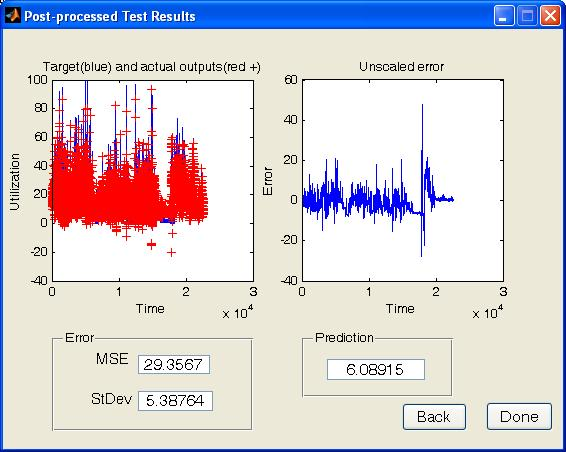 Post-processed Test Results
Target(blue) and actual outputs(red +)
100
80
60
40
20
0
-20
-40
Utilization
0
1
2
3
Time
x 10^4
Unscaled error
60
40
20
0
-20
-40
Error
0
1
2
3
Time
x 10^4
Error
MSE 29.3567
StDev 5.38764
Prediction
6.08915
Back
Done